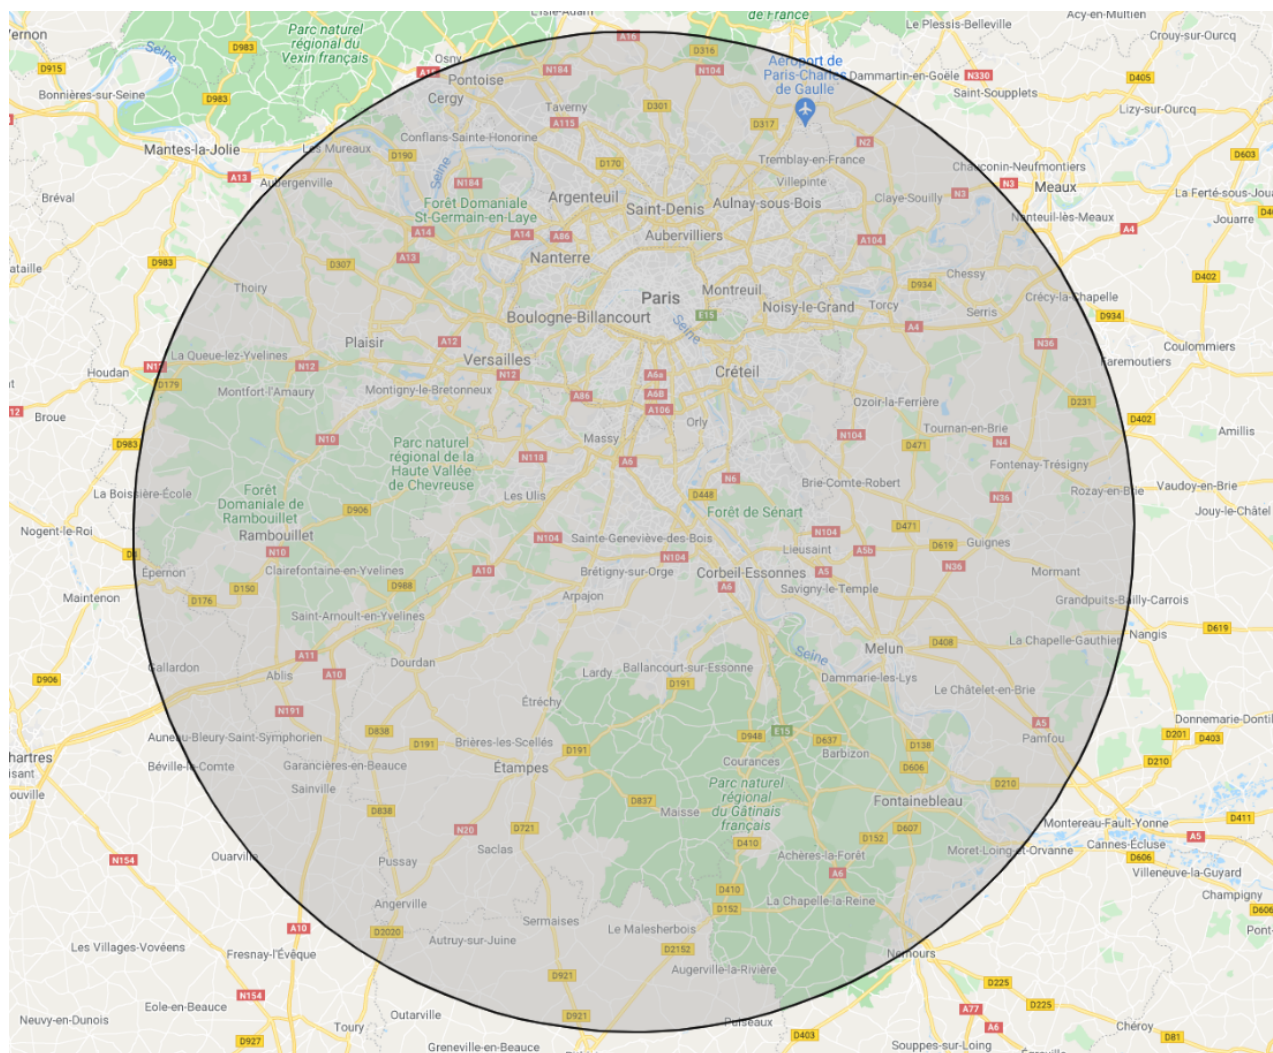 L'Isle-Adam
de France
Acy-en-Multien
Le Plessis-Belleville
Crouy-sur-Ourcq
Vernon
Parc naturel
régional du
Vexin français
D983
Seine
D915
Osny
A16
D316
N184
N104
Pontoise
Aéroport de
Paris-Charles
de Gaulle
Dammartin-en-Goële
N330
D405
Saint-Soupplets
Bonnières-sur-Seine
D983
Cergy
Taverny
D301
Lizy-sur-Ourcq
A115
D317
Conflans-Sainte-Honorine
N2
Mantes-la-Jolie
Les Mureaux
D190
D170
Tremblay-en-France
D603
A13
Aubergenville
Seine
N184
Villepinte
Chauconin-Neufmontiers
N3
N3
Meaux
Bréval
Forêt Domaniale
St-Germain-en-Laye
Argenteuil
Saint-Denis
Aulnay-sous-Bois
Claye-Souilly
La Ferté-sous-Joua
Nanteuil-lès-Meaux
Jouarre
A14
A14
A86
Aubervilliers
A104
A4
D983
D307
A13
Nanterre
Chessy
D402
Thoiry
Paris
Montreuil
D934
Crécy-la-Chapelle
Boulogne-Billancourt
E15
Noisy-le-Grand
Torcy
Serris
D934
Seine
A4
Plaisir
A12
N36
Coulommiers
La Queue-lez-Yvelines
Versailles
Faremoutiers
Houdan
N12
N12
Créteil
D179
N12
A6a
Montfort-l'Amaury
Montigny-le-Bretonneux
A86
A6B
Ozoir-la-Ferrière
D231
Broue
A106
D402
D983
N10
Parc naturel
régional de la
Haute Vallée
de Chevreuse
Massy
Orly
N104
Tournan-en-Brie
Amillis
D471
N4
N118
A6
Fontenay-Trésigny
La Boissière-École
Forêt
Domaniale de
Rambouillet
Les Ulis
N6
Brie-Comte-Robert
Rozay-en-Brie
Vaudoy-en-Brie
D448
N36
D906
Forêt de Sénart
Jouy-le-Châtel
Nogent-le-Roi
Rambouillet
N104
Sainte-Geneviève-des-Bois
N104
D471
N10
N104
Lieusaint
A5b
D619
Guignes
Épernon
Clairefontaine-en-Yvelines
A10
Brétigny-sur-Orge
Corbeil-Essonnes
A5
N36
Mormant
Maintenon
D176
D150
D988
Arpajon
A6
Savigny-le-Temple
Grandpuits-Bailly-Carrois
Saint-Arnoult-en-Yvelines
Nangis
D619
Gallardon
A11
Dourdan
Seine
Melun
D408
La Chapelle-Gauthier
D906
Ablis
A10
Lardy
Ballancourt-sur-Essonne
D191
Dammarie-les-Lys
Le Châtelet-en-Brie
N191
Étréchy
A5
Donnemarie-Dontil
Auneau-Bleury-Saint-Symphorien
D838
D191
Brières-les-Scellés
D191
D948
E15
D637
D138
Pamfou
D201
D403
Béville-le-Comte
Garancières-en-Beauce
Étampes
Courances
Barbizon
D606
D210
D210
Sainville
Parc naturel
régional
du Gâtinais
français
D838
D837
Maisse
Fontainebleau
D411
N20
D721
D607
Montereau-Fault-Yonne
A5
Saclas
D410
D152
Cannes-Écluse
N154
Ouarville
Pussay
Achères-la-Forêt
Moret-Loing-et-Orvanne
D606
A6
Villeneuve-la-Guyard
D410
Champigny
Angerville
D152
La Chapelle-la-Reine
D606
A10
D2020
Sermaises
Le Malesherbois
Les Villages-Vovéens
Fresnay-l'Évêque
Autruy-sur-Juine
D2152
Nemours
D921
Augerville-la-Rivière
D225
N154
Eole-en-Beauce
Outarville
D921
A77
D225
Neuvy-en-Dunois
Toury
Puiseaux
A6
Chéroy
D927
D403
D81
Greneville-en-Beauce
Souppes-sur-Loing